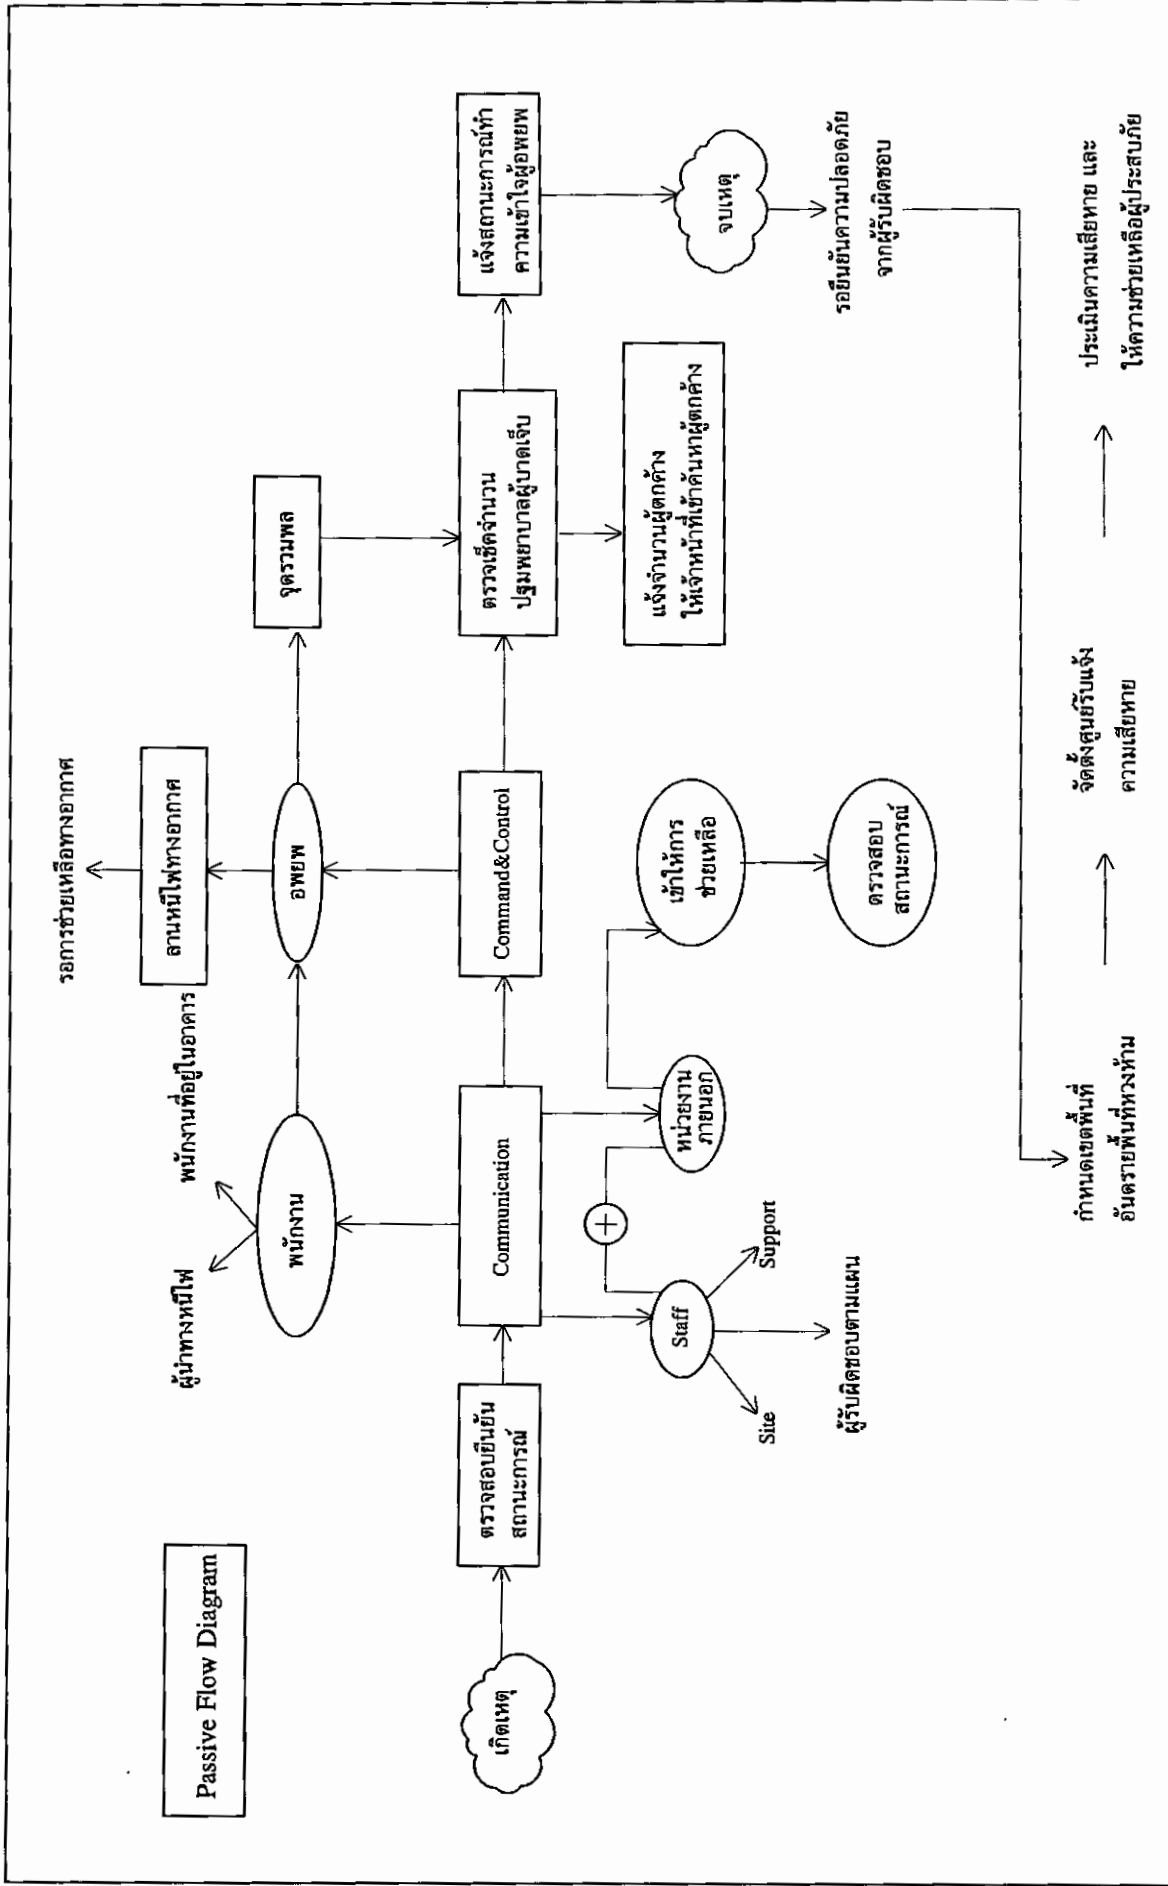 Passive Flow Diagram
รอการช่วยเหลือทางอากาศ
ลานหนีไฟทางอากาศ
ผู้นำทางหนีไฟ
พนักงานที่อยู่ในอาคาร
พนักงาน
อพยพ
จุดรวมพล
เกิดเหตุ
ตรวจสอบยืนยัน
สถานะการณ์
Communication
Command&Control
ตรวจเช็คจำนวน
ปฐมพยาบาลผู้บาดเจ็บ
แจ้งสถานะการณ์ทำ
ความเข้าใจผู้อพยพ
Staff
หน่วยงาน
ภายนอก
เข้าให้การ
ช่วยเหลือ
แจ้งจำนวนผู้ตกค้าง
ให้เจ้าหน้าที่เข้าค้นหาผู้ตกค้าง
จบเหตุ
Site
Support
ผู้รับผิดชอบตามแผน
ตรวจสอบ
สถานะการณ์
รอยืนยันความปลอดภัย
จากผู้รับผิดชอบ
กำหนดเขตพื้นที่
อันตรายพื้นที่หวงห้าม
จัดตั้งศูนย์รับแจ้ง
ความเสียหาย
ประเมินความเสียหาย และ
ให้ความช่วยเหลือผู้ประสบภัย